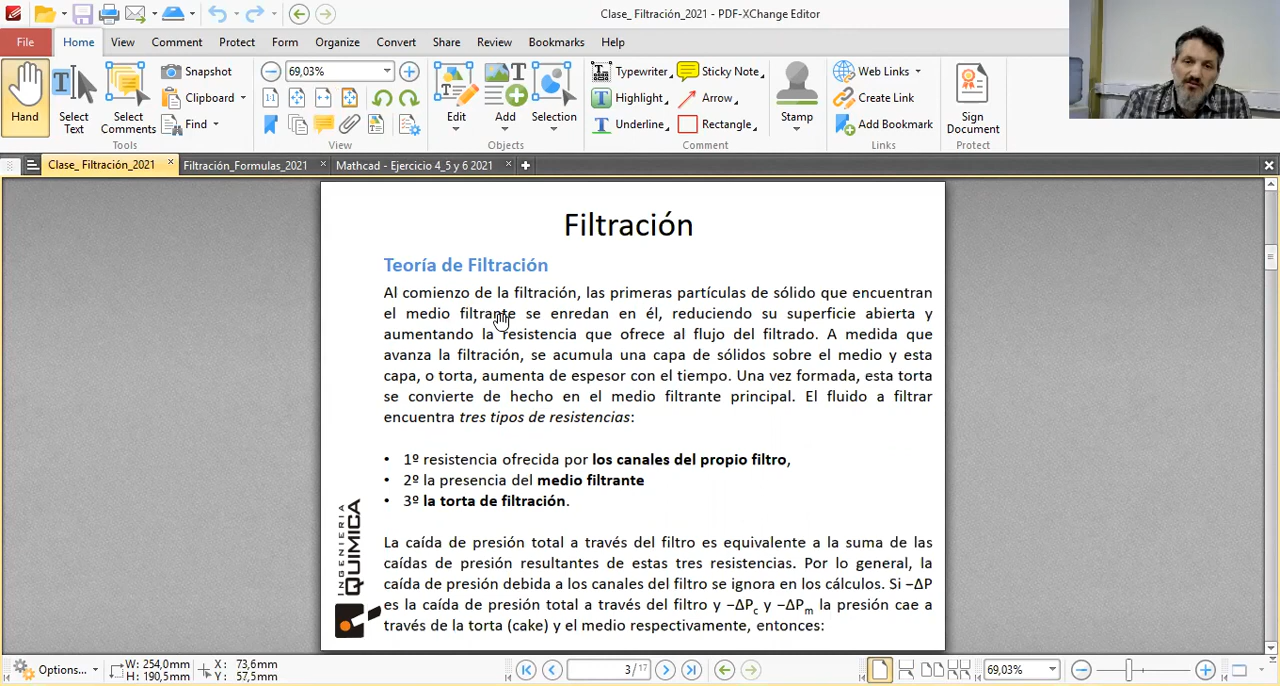 Clase_ Filtración_2021 - PDF-XChange Editor
File Home View Comment Protect Form Organize Convert Share Review Bookmarks Help
Hand
Select Text
Select Comments
Tools
Snapshot
Clipboard
Find
69,03%
View
Edit
Add
Selection
Objects
Typewriter
Highlight
Underline
Sticky Note
Arrow
Rectangle
Stamp
Comment
Web Links
Create Link
Add Bookmark
Links
Sign Document
Protect
Clase_ Filtración_2021 Filtración_Formulas_2021 Mathcad - Ejercicio 4_5 y 6 2021
Filtración
Teoría de Filtración
Al comienzo de la filtración, las primeras partículas de sólido que encuentran
el medio filtrante se enredan en él, reduciendo su superficie abierta y
aumentando la resistencia que ofrece al flujo del filtrado. A medida que
avanza la filtración, se acumula una capa de sólidos sobre el medio y esta
capa, o torta, aumenta de espesor con el tiempo. Una vez formada, esta torta
se convierte de hecho en el medio filtrante principal. El fluido a filtrar
encuentra tres tipos de resistencias:
• 1º resistencia ofrecida por los canales del propio filtro,
• 2º la presencia del medio filtrante
• 3º la torta de filtración.
La caída de presión total a través del filtro es equivalente a la suma de las
caídas de presión resultantes de estas tres resistencias. Por lo general, la
caída de presión debida a los canales del filtro se ignora en los cálculos. Si −ΔP
es la caída de presión total a través del filtro y −ΔPc y −ΔPm la presión cae a
través de la torta (cake) y el medio respectivamente, entonces:
INGENIERIA
QUIMICA
Options...
W: 254,0mm
H: 190,5mm
X: 73,6mm
Y: 57,5mm
3 / 17
69,03%